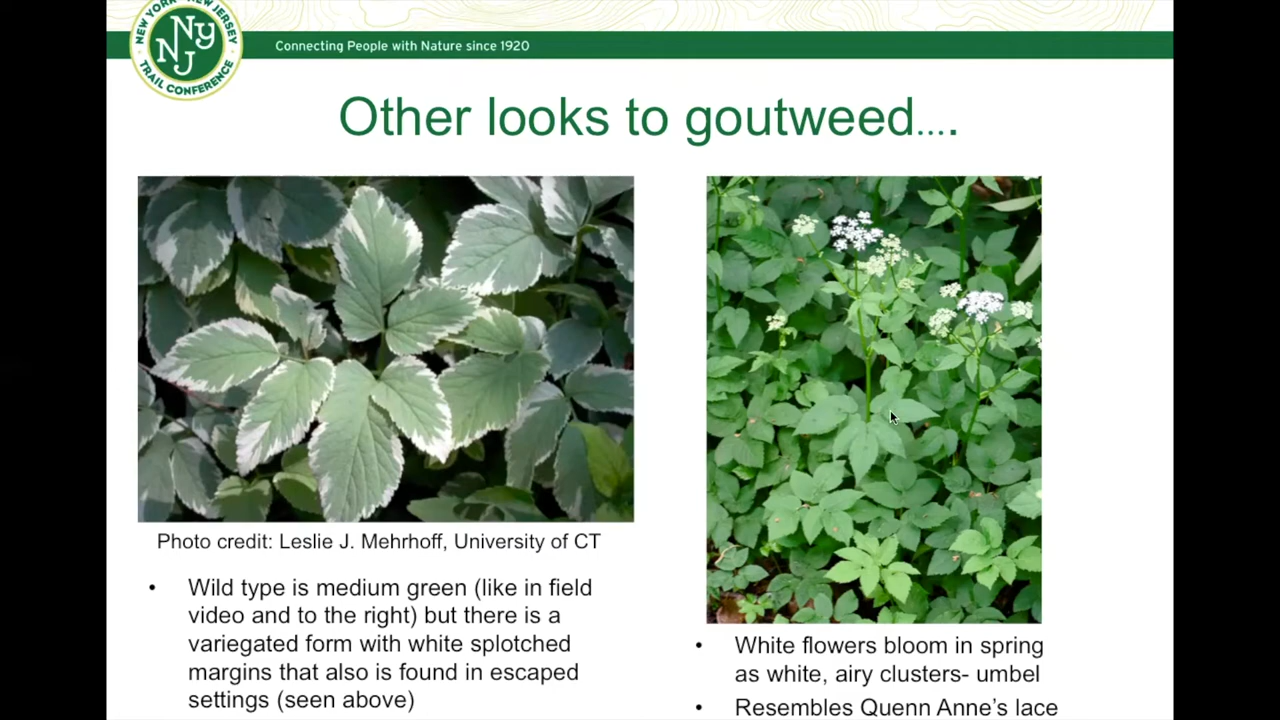 NEW YORK - NEW JERSEY
NY
NJ
TRAIL CONFERENCE
Connecting People with Nature since 1920
Other looks to goutweed....
Photo credit: Leslie J. Mehrhoff, University of CT
• Wild type is medium green (like in field
video and to the right) but there is a
variegated form with white splotched
margins that also is found in escaped
settings (seen above)
• White flowers bloom in spring
as white, airy clusters- umbel
• Resembles Quenn Anne's lace